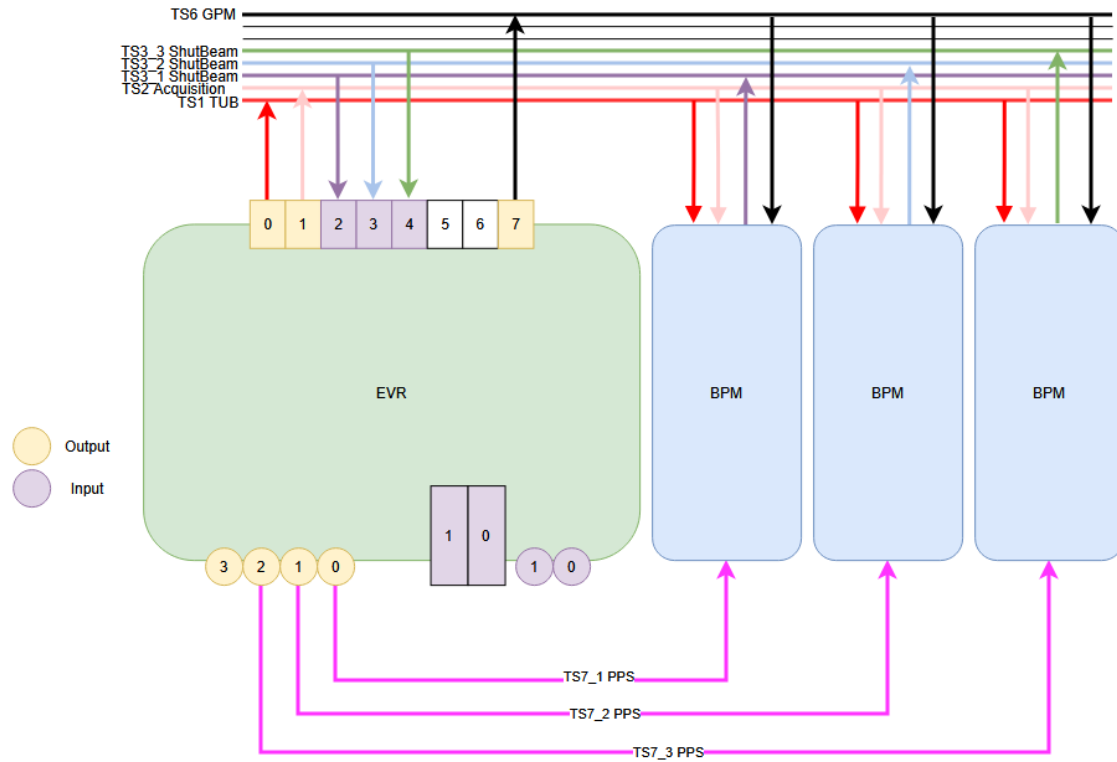 TS6 GPM
TS3_3 ShutBeam
TS3_2 ShutBeam
TS3_1 ShutBeam
TS2 Acquisition
TS1 TUB
0 1 2 3 4 5 6 7
EVR
BPM
BPM
BPM
Output
Input
1 0
3 2 1 0
1 0
TS7_1 PPS
TS7_2 PPS
TS7_3 PPS